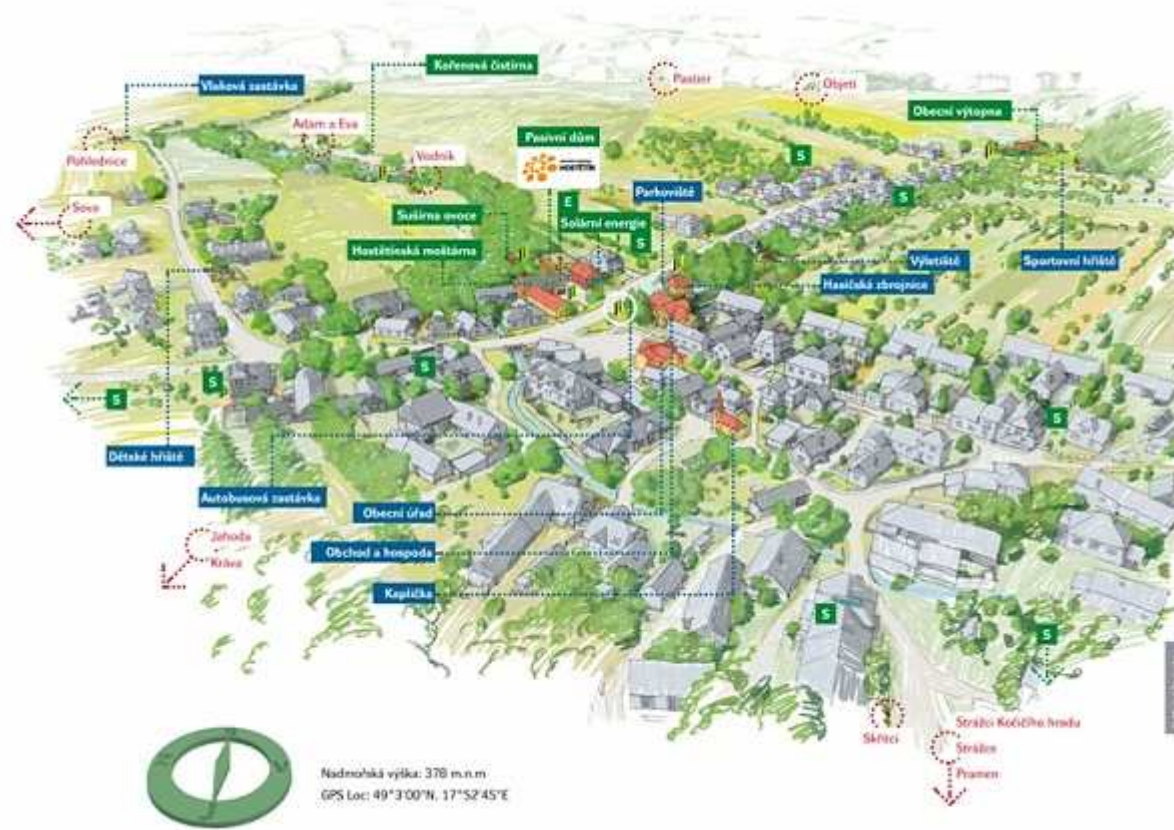 Kořenová čistírna
Pastier
Objetí
Vlaková zastávka
Obecní výtopna
Adam a Eva
Pasivní dům
HOSTĚTÍN
Vodník
Pohlednice
S
E
Parkoviště
S
Sova
Sušírna ovoce
Solární energie
S
Hostětínská moštárna
Výletiště
Sportovní hřiště
Hasičská zbrojnice
S
S
S
S
Dětské hřiště
Autobusová zastávka
Obecní úřad
Jahoda
Obchod a hospoda
Kráva
Kaplička
S
S
Skřítci
Strážci Kočičího hradu
Strážce
Pramen
Nadmořská výška: 378 m.n.m
GPS Loc: 49°3'00"N, 17°52'45"E